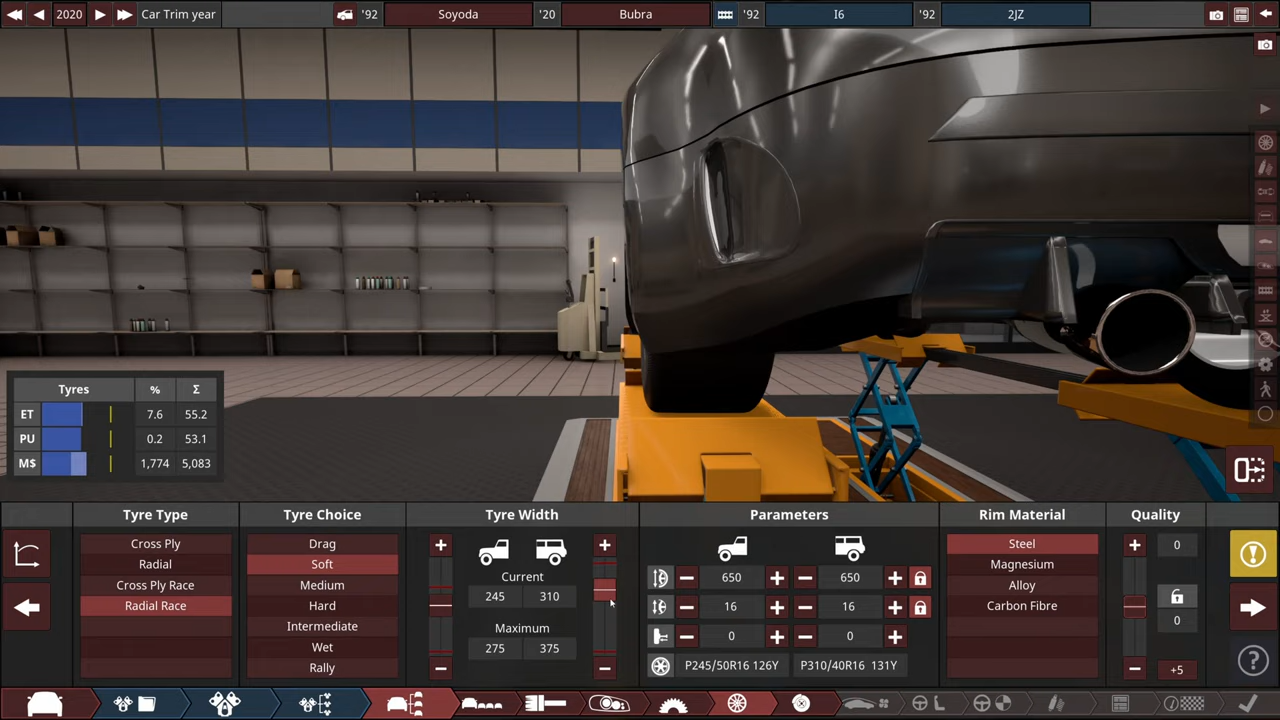 2020 Car Trim year '92 Soyoda '20 Bubra '92 I6 '92 2JZ
Tyres % Σ
ET 7.6 55.2
PU 0.2 53.1
M$ 1,774 5,083
Tyre Type
Cross Ply
Radial
Cross Ply Race
Radial Race
Tyre Choice
Drag
Soft
Medium
Hard
Intermediate
Wet
Rally
Tyre Width
+ +
Current
245 310
Maximum
275 375
− −
Parameters
− 650 + − 650 +
− 16 + − 16 +
− 0 + − 0 +
P245/50R16 126Y P310/40R16 131Y
Rim Material
Steel
Magnesium
Alloy
Carbon Fibre
Quality
+ 0
0
− +5
?